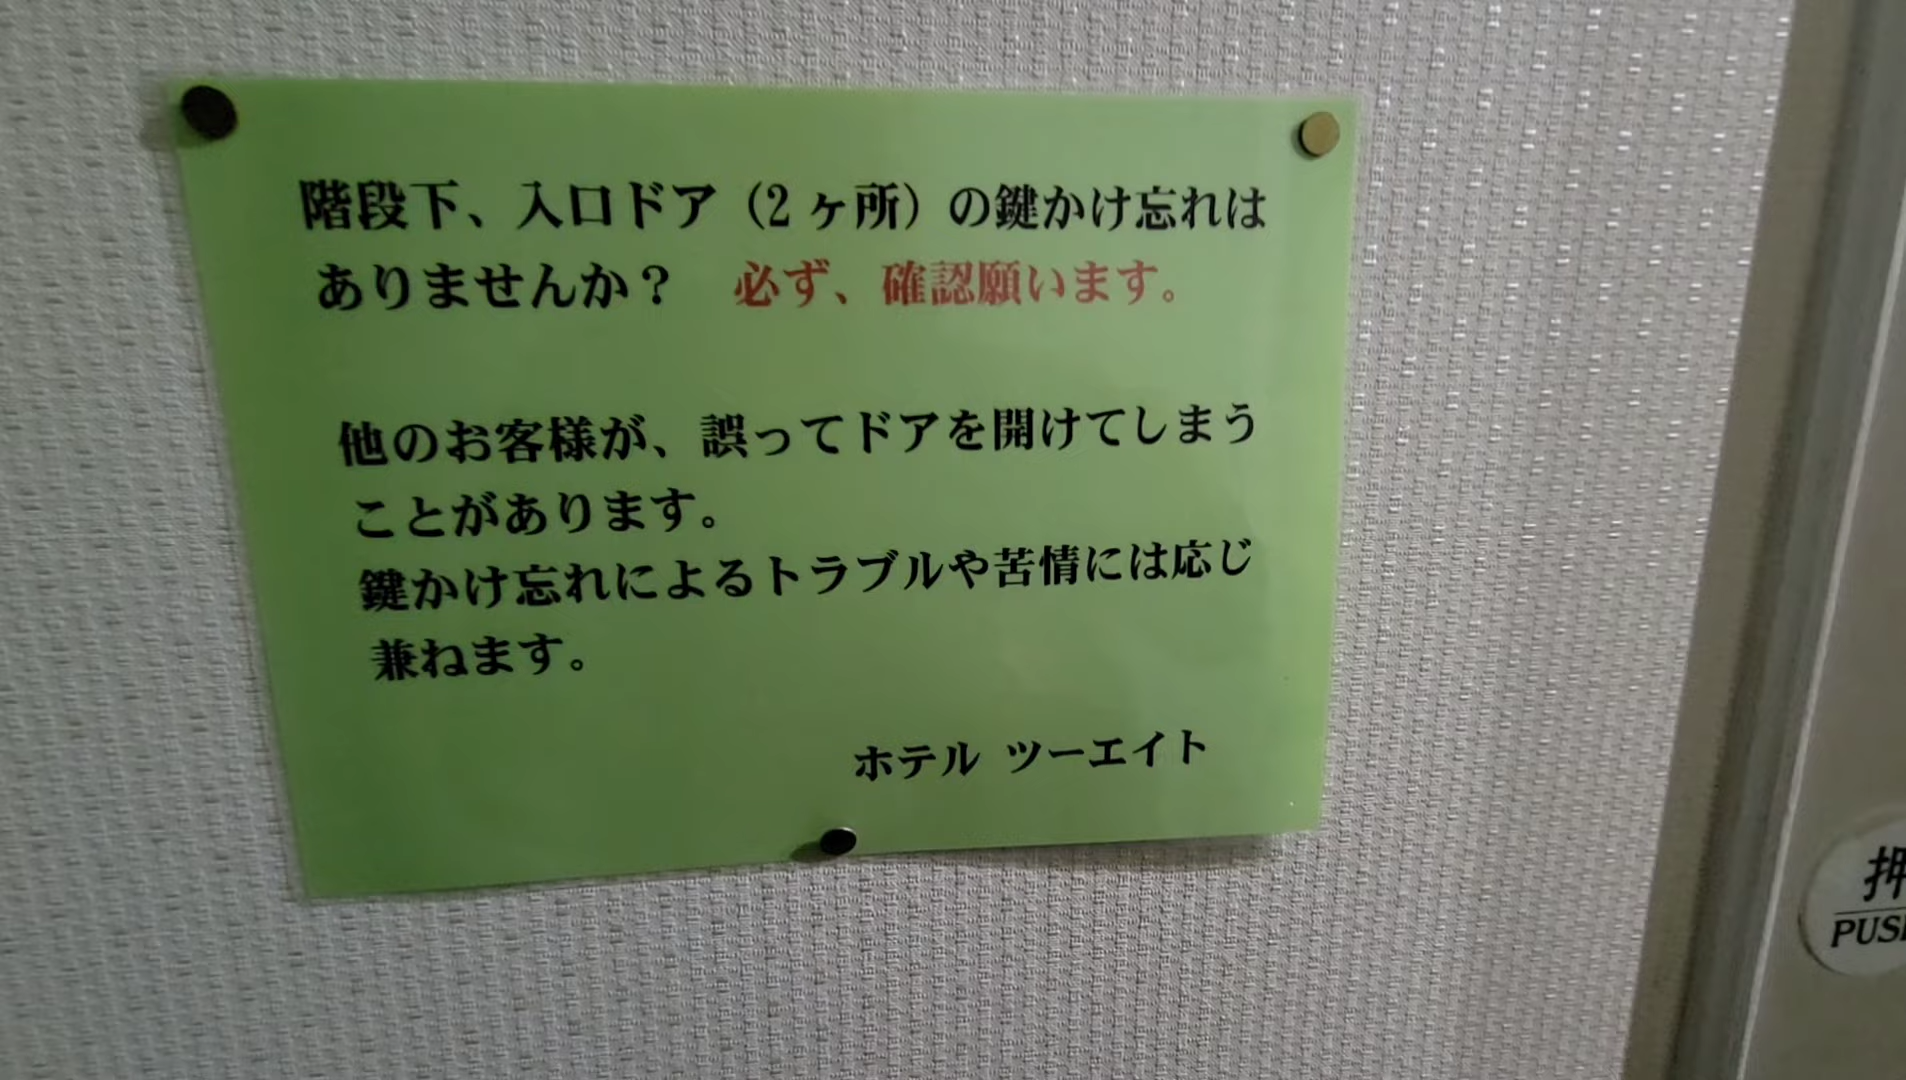 階段下、入口ドア（2ヶ所）の鍵かけ忘れは
ありませんか？　必ず、確認願います。
他のお客様が、誤ってドアを開けてしまう
ことがあります。
鍵かけ忘れによるトラブルや苦情には応じ
兼ねます。
ホテル ツーエイト
押
PUSH